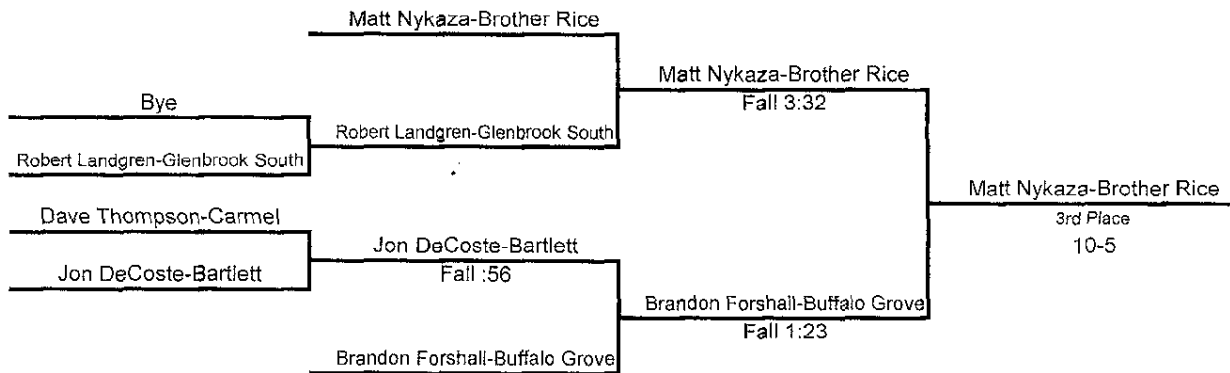 Matt Nykaza-Brother Rice
Matt Nykaza-Brother Rice
Fall 3:32
Bye
Robert Landgren-Glenbrook South
Robert Landgren-Glenbrook South
Matt Nykaza-Brother Rice
3rd Place
10-5
Dave Thompson-Carmel
Jon DeCoste-Bartlett
Fall :56
Jon DeCoste-Bartlett
Brandon Forshall-Buffalo Grove
Fall 1:23
Brandon Forshall-Buffalo Grove